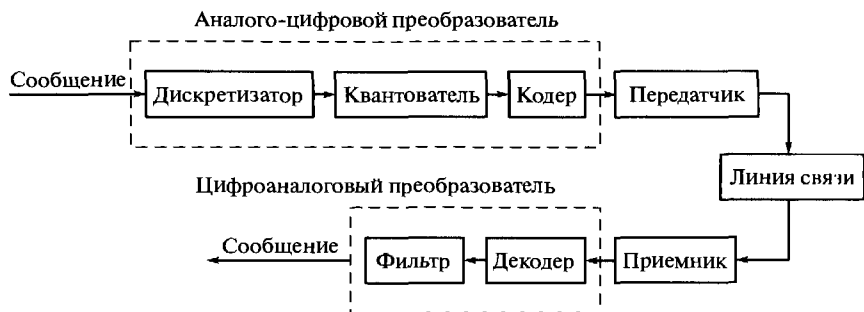 Аналого-цифровой преобразователь
Сообщение
Дискретизатор
Квантователь
Кодер
Передатчик
Линия связи
Цифроаналоговый преобразователь
Сообщение
Фильтр
Декодер
Приемник